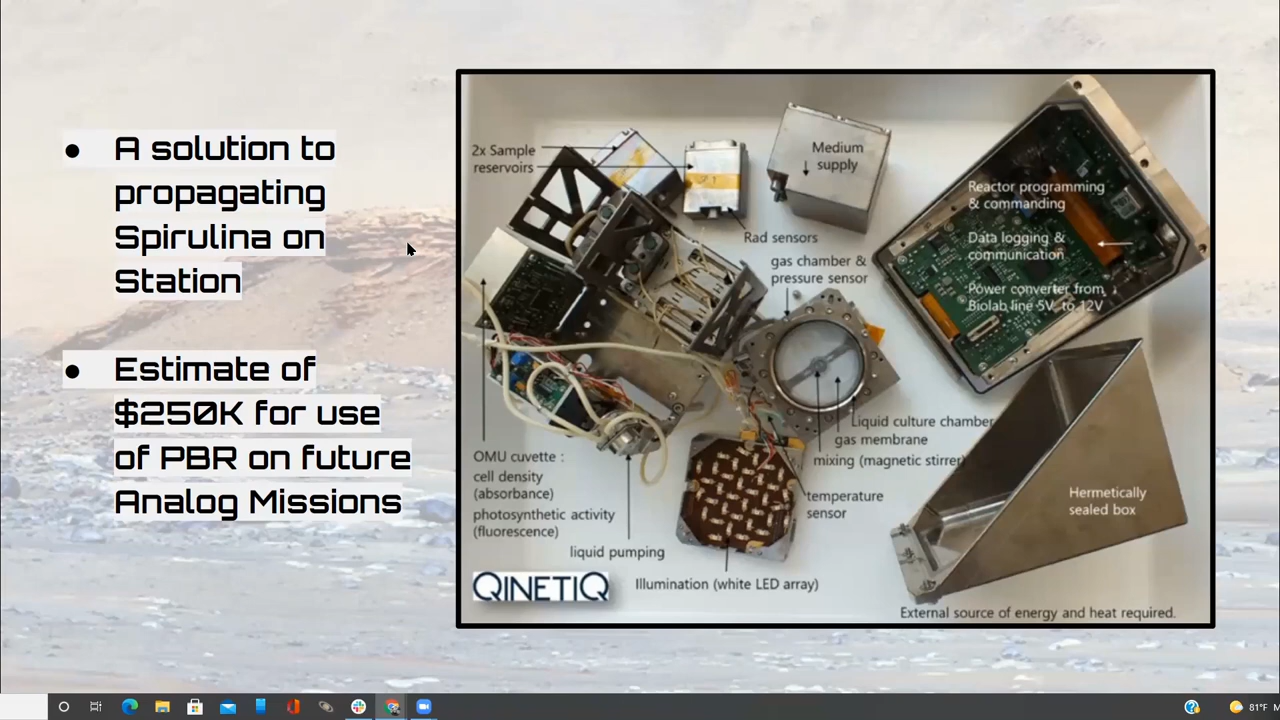 ● A solution to
propagating
Spirulina on
Station
● Estimate of
$250K for use
of PBR on future
Analog Missions
2x Sample
reservoirs
Medium
supply
Rad sensors
gas chamber &
pressure sensor
Reactor programming
& commanding
Data logging &
communication
Power converter from
Biolab line 5V to 12V
Liquid culture chamber
gas membrane
mixing (magnetic stirrer)
OMU cuvette :
cell density
(absorbance)
photosynthetic activity
(fluorescence)
temperature
sensor
Hermetically
sealed box
liquid pumping
QINETIQ
Illumination (white LED array)
External source of energy and heat required.
81°F